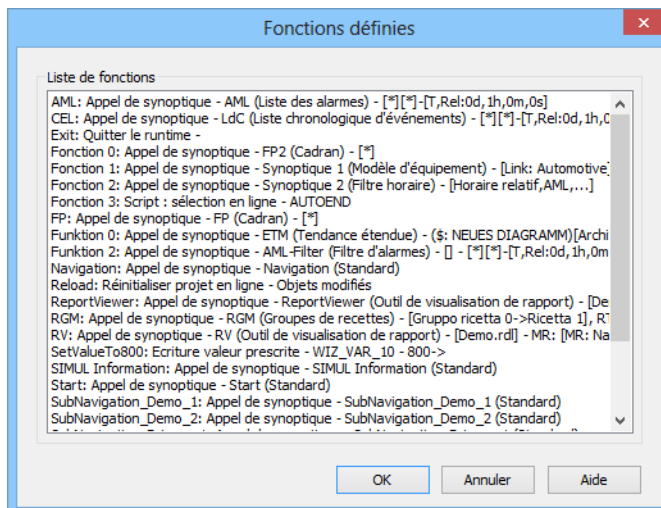 Fonctions définies
Liste de fonctions
AML: Appel de synoptique - AML (Liste des alarmes) - [*][*]-[T,Rel:0d,1h,0m,0s]
CEL: Appel de synoptique - LdC (Liste chronologique d'événements) - [*][*]-[T,Rel:0d,1h,0
Exit: Quitter le runtime -
Fonction 0: Appel de synoptique - FP2 (Cadran) - [*]
Fonction 1: Appel de synoptique - Synoptique 1 (Modèle d'équipement) - [Link: Automotive]
Fonction 2: Appel de synoptique - Synoptique 2 (Filtre horaire) - [Horaire relatif,AML,...]
Fonction 3: Script : sélection en ligne - AUTOEND
FP: Appel de synoptique - FP (Cadran) - [*]
Funktion 0: Appel de synoptique - ETM (Tendance étendue) - ($: NEUES DIAGRAMM)[Archi
Funktion 2: Appel de synoptique - AML-Filter (Filtre d'alarmes) - [] - [*][*]-[T,Rel:0d,1h,0m
Navigation: Appel de synoptique - Navigation (Standard)
Reload: Réinitialiser projet en ligne - Objets modifiés
ReportViewer: Appel de synoptique - ReportViewer (Outil de visualisation de rapport) - [De
RGM: Appel de synoptique - RGM (Groupes de recettes) - [Gruppo ricetta 0->Ricetta 1], RT
RV: Appel de synoptique - RV (Outil de visualisation de rapport) - [Demo.rdl] - MR: [MR: Na
SetValueTo800: Ecriture valeur prescrite - WIZ_VAR_10 - 800->
SIMUL Information: Appel de synoptique - SIMUL Information (Standard)
Start: Appel de synoptique - Start (Standard)
SubNavigation_Demo_1: Appel de synoptique - SubNavigation_Demo_1 (Standard)
SubNavigation_Demo_2: Appel de synoptique - SubNavigation_Demo_2 (Standard)
OK Annuler Aide